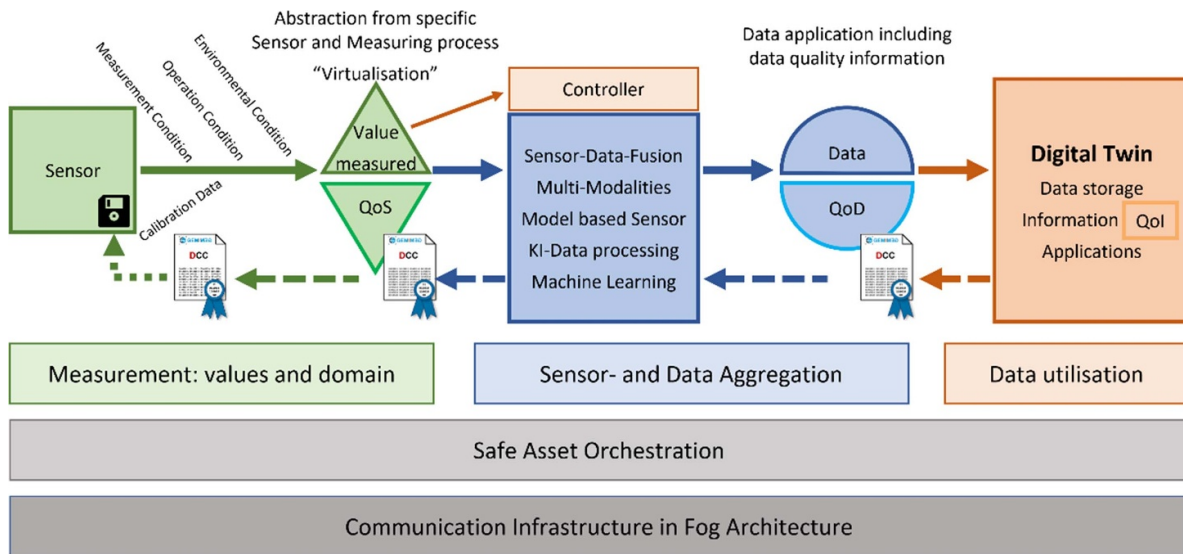 Abstraction from specific
Sensor and Measuring process
“Virtualisation”
Data application including
data quality information
Measurement Condition
Operation Condition
Environmental Condition
Calibration Data
Sensor
Value
measured
QoS
Controller
Sensor-Data-Fusion
Multi-Modalities
Model based Sensor
KI-Data processing
Machine Learning
Data
QoD
Digital Twin
Data storage
Information QoI
Applications
GEMIMEG
DCC
GEMIMEG
DCC
GEMIMEG
DCC
Measurement: values and domain
Sensor- and Data Aggregation
Data utilisation
Safe Asset Orchestration
Communication Infrastructure in Fog Architecture